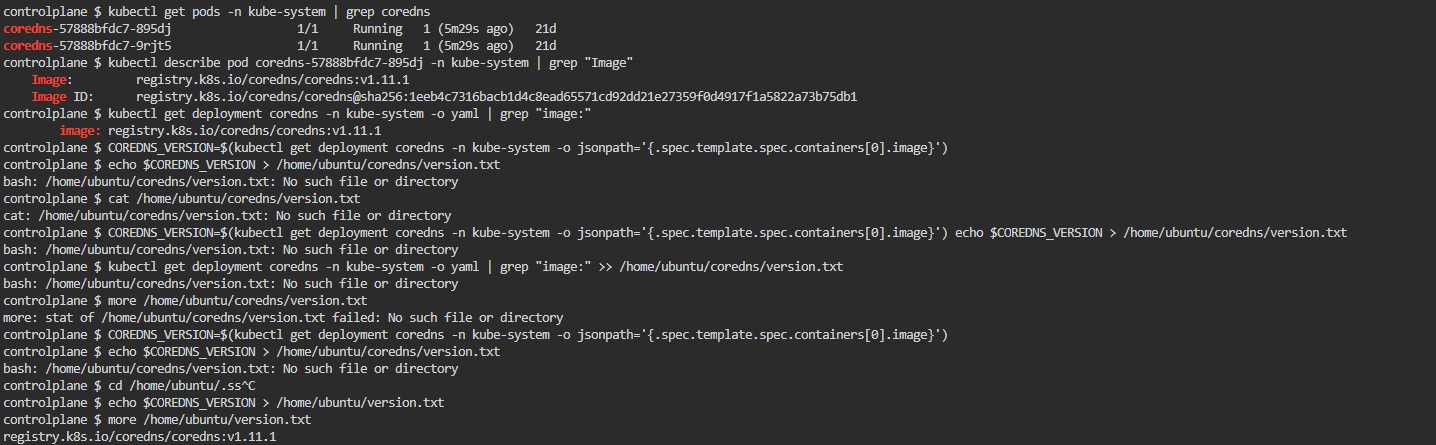 controlplane $ kubectl get pods -n kube-system | grep coredns
coredns-57888bfdc7-895dj                   1/1     Running   1 (5m29s ago)   21d
coredns-57888bfdc7-9rjt5                   1/1     Running   1 (5m29s ago)   21d
controlplane $ kubectl describe pod coredns-57888bfdc7-895dj -n kube-system | grep "Image"
    Image:         registry.k8s.io/coredns/coredns:v1.11.1
    Image ID:      registry.k8s.io/coredns/coredns@sha256:1eeb4c7316bacb1d4c8ead65571cd92dd21e27359f0d4917f1a5822a73b75db1
controlplane $ kubectl get deployment coredns -n kube-system -o yaml | grep "image:"
        image: registry.k8s.io/coredns/coredns:v1.11.1
controlplane $ COREDNS_VERSION=$(kubectl get deployment coredns -n kube-system -o jsonpath='{.spec.template.spec.containers[0].image}')
controlplane $ echo $COREDNS_VERSION > /home/ubuntu/coredns/version.txt
bash: /home/ubuntu/coredns/version.txt: No such file or directory
controlplane $ cat /home/ubuntu/coredns/version.txt
cat: /home/ubuntu/coredns/version.txt: No such file or directory
controlplane $ COREDNS_VERSION=$(kubectl get deployment coredns -n kube-system -o jsonpath='{.spec.template.spec.containers[0].image}') echo $COREDNS_VERSION > /home/ubuntu/coredns/version.txt
bash: /home/ubuntu/coredns/version.txt: No such file or directory
controlplane $ kubectl get deployment coredns -n kube-system -o yaml | grep "image:" >> /home/ubuntu/coredns/version.txt
bash: /home/ubuntu/coredns/version.txt: No such file or directory
controlplane $ more /home/ubuntu/coredns/version.txt
more: stat of /home/ubuntu/coredns/version.txt failed: No such file or directory
controlplane $ COREDNS_VERSION=$(kubectl get deployment coredns -n kube-system -o jsonpath='{.spec.template.spec.containers[0].image}')
controlplane $ echo $COREDNS_VERSION > /home/ubuntu/coredns/version.txt
bash: /home/ubuntu/coredns/version.txt: No such file or directory
controlplane $ cd /home/ubuntu/.ss^C
controlplane $ echo $COREDNS_VERSION > /home/ubuntu/version.txt
controlplane $ more /home/ubuntu/version.txt
registry.k8s.io/coredns/coredns:v1.11.1